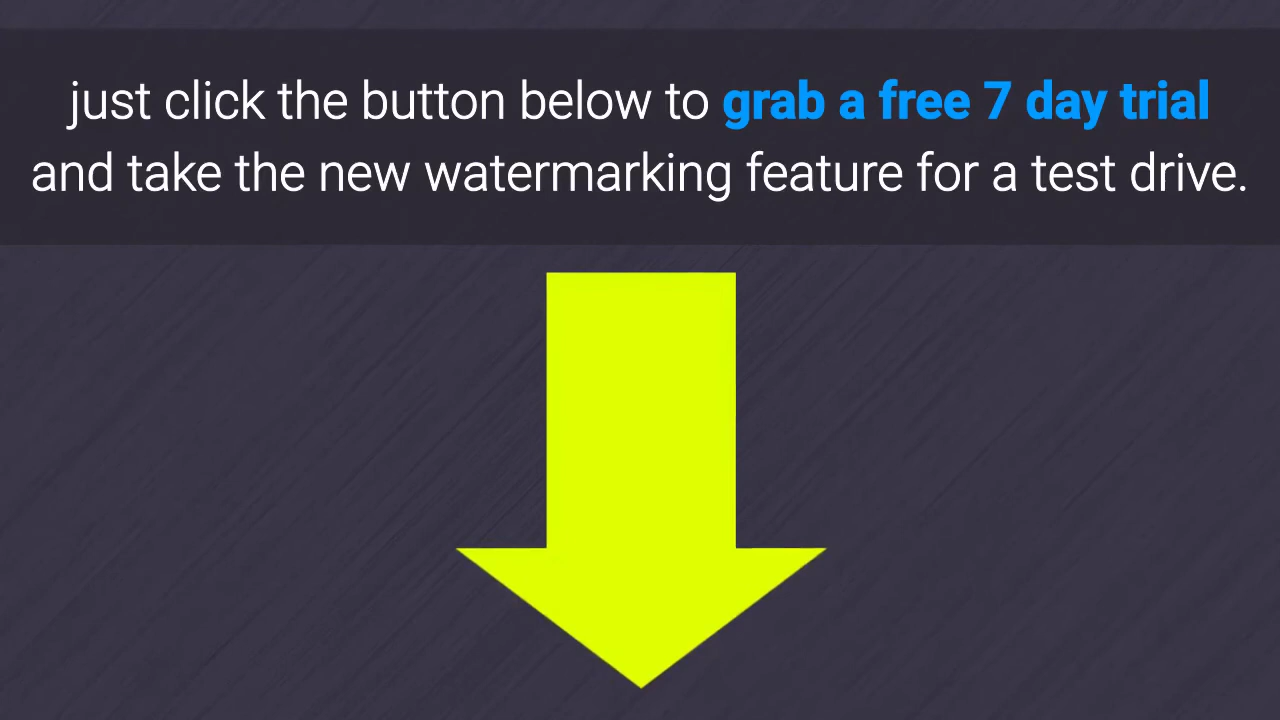 just click the button below to grab a free 7 day trial
and take the new watermarking feature for a test drive.